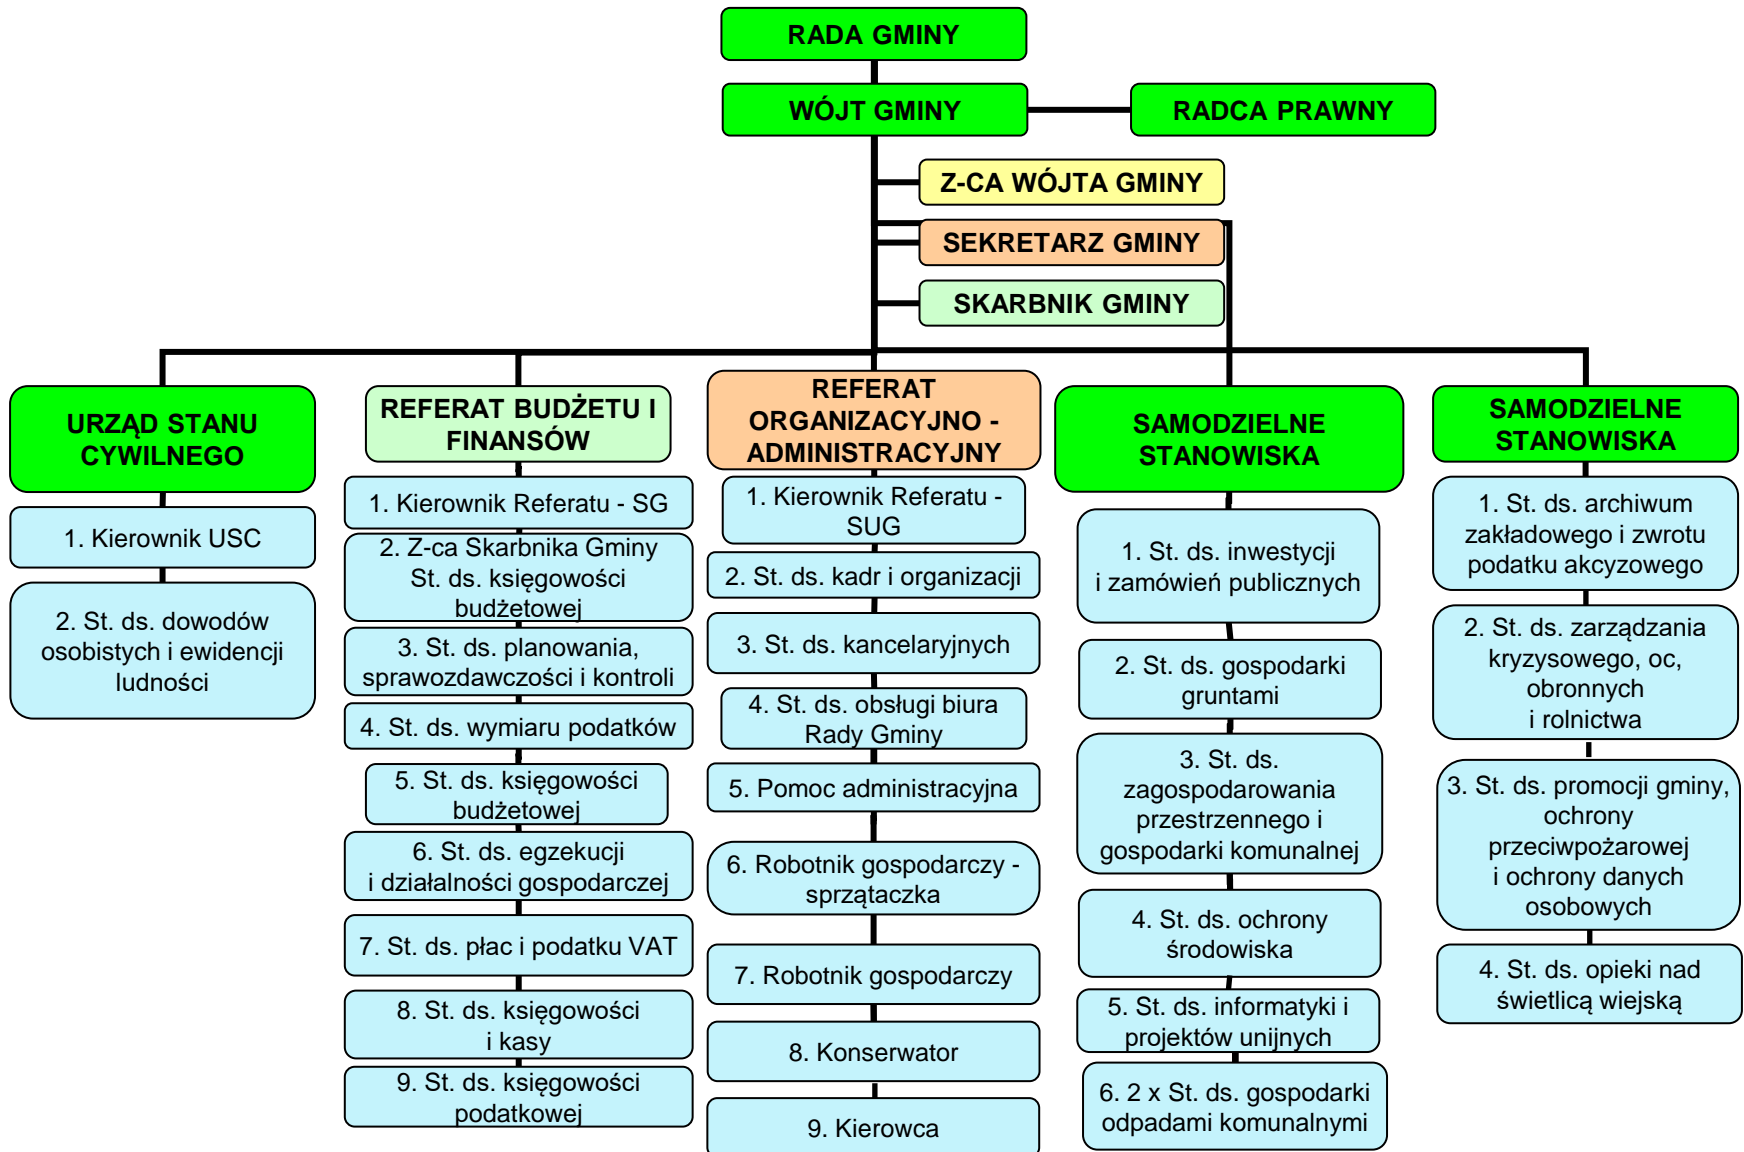 RADA GMINY
WÓJT GMINY
RADCA PRAWNY
Z-CA WÓJTA GMINY
SEKRETARZ GMINY
SKARBNIK GMINY
URZĄD STANU
CYWILNEGO
1. Kierownik USC
2. St. ds. dowodów
osobistych i ewidencji
ludności
REFERAT BUDŻETU I
FINANSÓW
1. Kierownik Referatu - SG
2. Z-ca Skarbnika Gminy
St. ds. księgowości
budżetowej
3. St. ds. planowania,
sprawozdawczości i kontroli
4. St. ds. wymiaru podatków
5. St. ds. księgowości
budżetowej
6. St. ds. egzekucji
i działalności gospodarczej
7. St. ds. płac i podatku VAT
8. St. ds. księgowości
i kasy
9. St. ds. księgowości
podatkowej
REFERAT
ORGANIZACYJNO -
ADMINISTRACYJNY
1. Kierownik Referatu -
SUG
2. St. ds. kadr i organizacji
3. St. ds. kancelaryjnych
4. St. ds. obsługi biura
Rady Gminy
5. Pomoc administracyjna
6. Robotnik gospodarczy -
sprzątaczka
7. Robotnik gospodarczy
8. Konserwator
9. Kierowca
SAMODZIELNE
STANOWISKA
1. St. ds. inwestycji
i zamówień publicznych
2. St. ds. gospodarki
gruntami
3. St. ds.
zagospodarowania
przestrzennego i
gospodarki komunalnej
4. St. ds. ochrony
środowiska
5. St. ds. informatyki i
projektów unijnych
6. 2 x St. ds. gospodarki
odpadami komunalnymi
SAMODZIELNE
STANOWISKA
1. St. ds. archiwum
zakładowego i zwrotu
podatku akcyzowego
2. St. ds. zarządzania
kryzysowego, oc,
obronnych
i rolnictwa
3. St. ds. promocji gminy,
ochrony
przeciwpożarowej
i ochrony danych
osobowych
4. St. ds. opieki nad
świetlicą wiejską